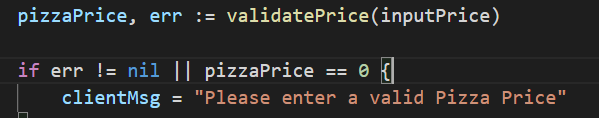 pizzaPrice, err := validatePrice(inputPrice)
if err != nil || pizzaPrice == 0 {
clientMsg = "Please enter a valid Pizza Price"